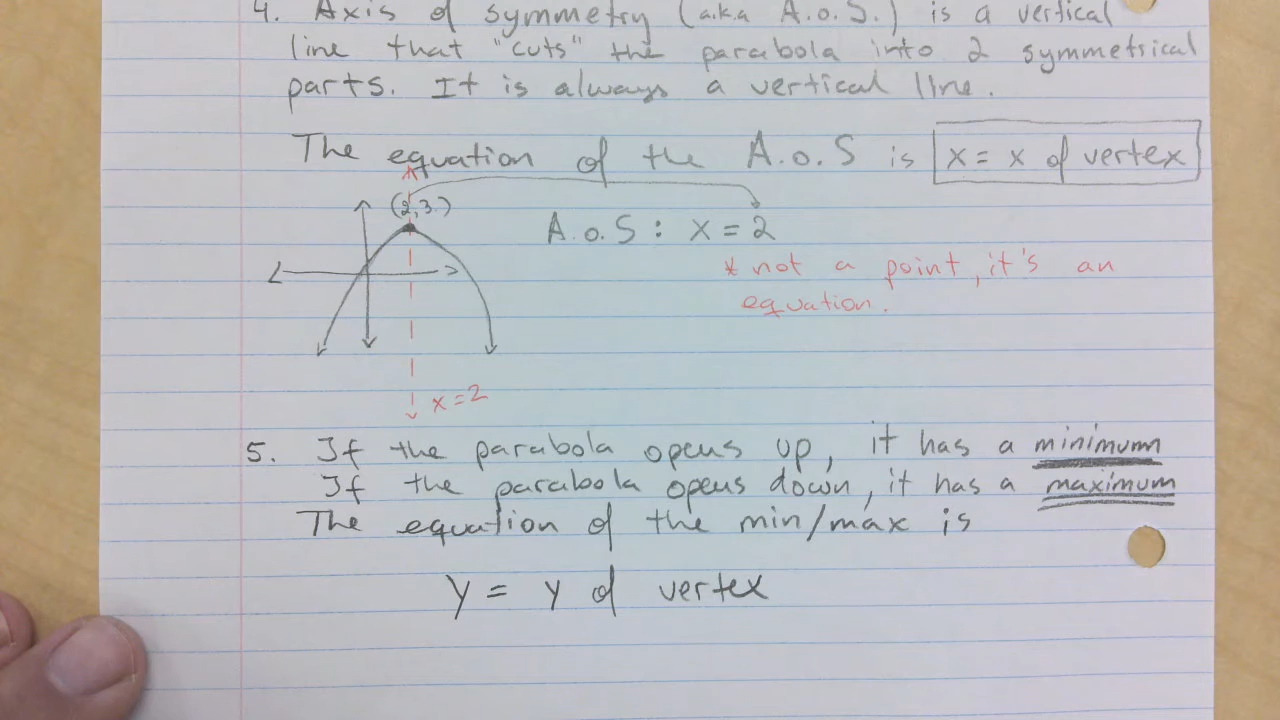 4. Axis of symmetry (a.k.a A.o.S.) is a vertical
line that "cuts" the parabola into 2 symmetrical
parts. It is always a vertical line.
The equation of the A.o.S is x = x of vertex
(2,3)
A.o.S : x = 2
* not a point, it's an
equation.
x = 2
5. If the parabola opens up, it has a minimum
If the parabola opens down, it has a maximum
The equation of the min/max is
y = y of vertex